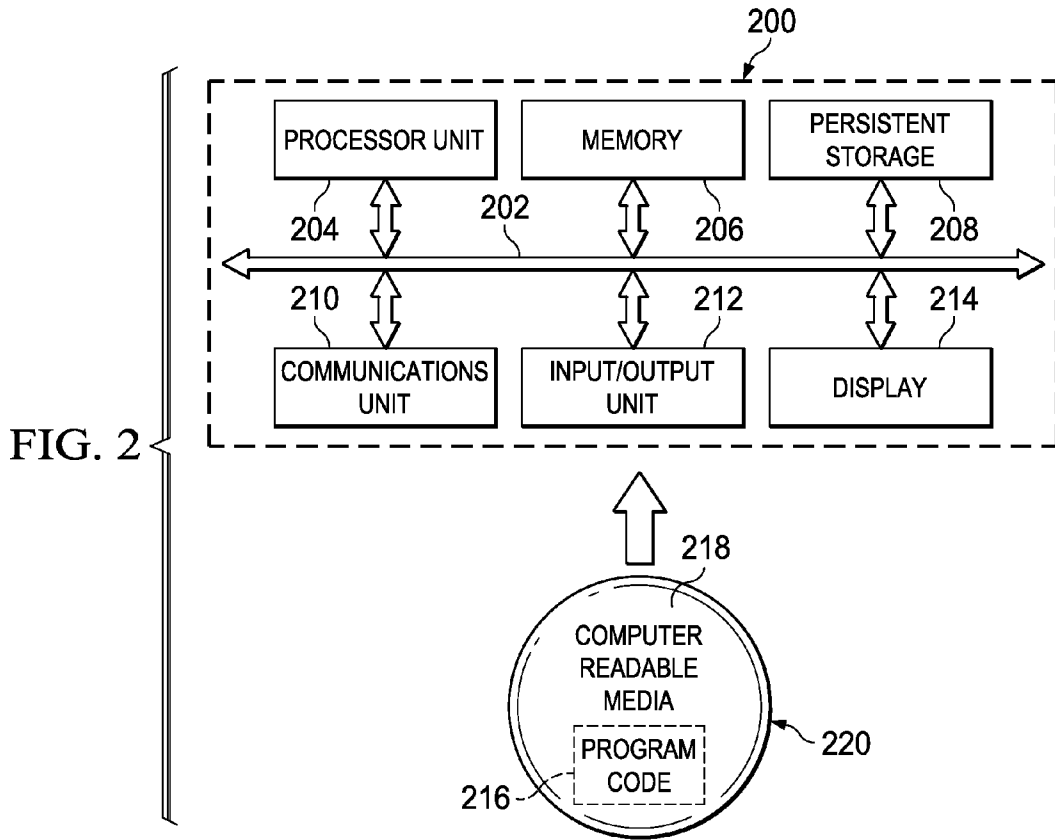 200
PROCESSOR UNIT
MEMORY
PERSISTENT
STORAGE
204
202
206
208
210
212
214
COMMUNICATIONS
UNIT
INPUT/OUTPUT
UNIT
DISPLAY
FIG. 2
218
COMPUTER
READABLE
MEDIA
220
PROGRAM
CODE
216